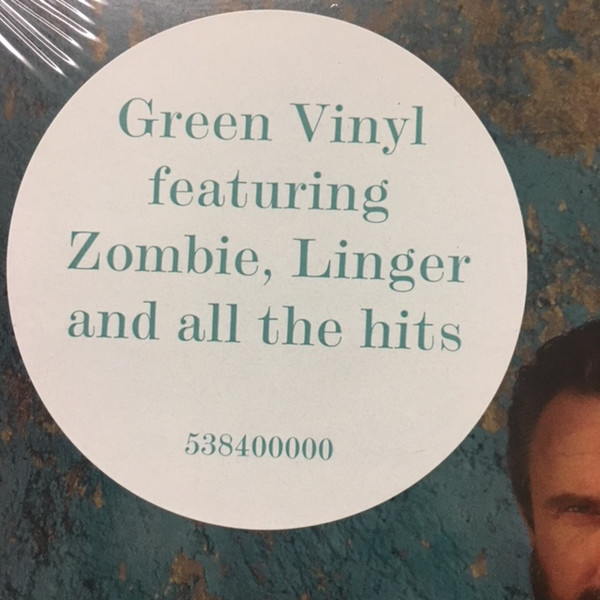 Green Vinyl
featuring
Zombie, Linger
and all the hits
538400000